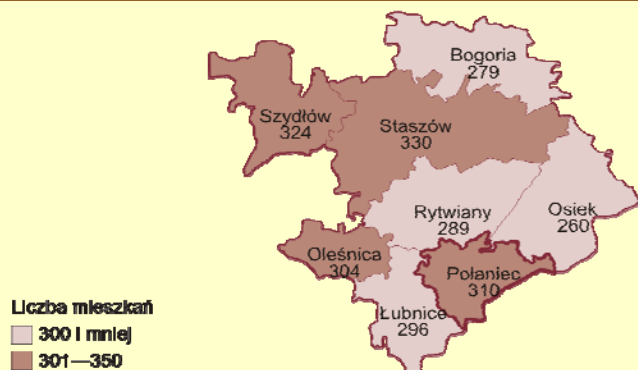 Bogoria
279
Szydłów
324
Staszów
330
Rytwiany
289
Osiek
260
Oleśnica
304
Połaniec
310
Łubnice
296
Liczba mieszkań
300 i mniej
301—350